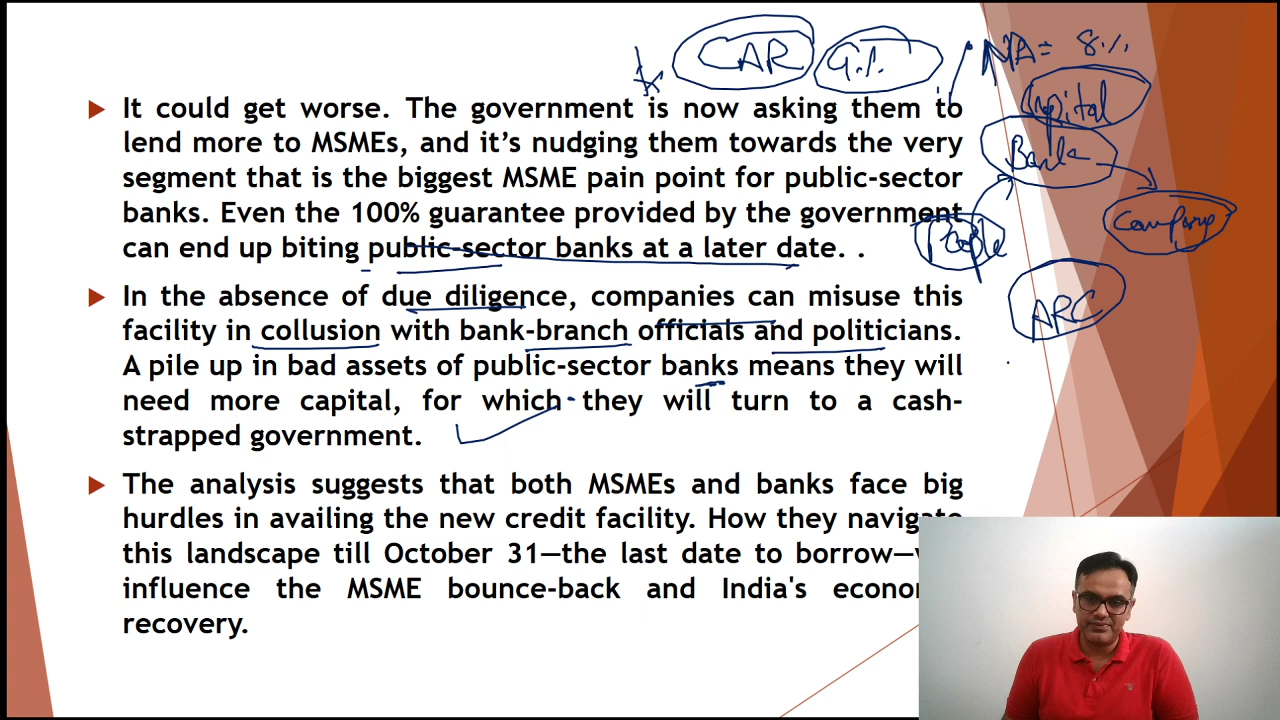 CAR 9% NPA = 8%
Capital
Bank
People
Company
ARC
It could get worse. The government is now asking them to
lend more to MSMEs, and it’s nudging them towards the very
segment that is the biggest MSME pain point for public-sector
banks. Even the 100% guarantee provided by the government
can end up biting public-sector banks at a later date. .
In the absence of due diligence, companies can misuse this
facility in collusion with bank-branch officials and politicians.
A pile up in bad assets of public-sector banks means they will
need more capital, for which they will turn to a cash-
strapped government.
The analysis suggests that both MSMEs and banks face big
hurdles in availing the new credit facility. How they navigate
this landscape till October 31—the last date to borrow—
influence the MSME bounce-back and India's
recovery.